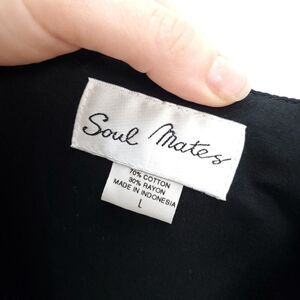 Soul Mates
70% COTTON
30% RAYON
MADE IN INDONESIA
L